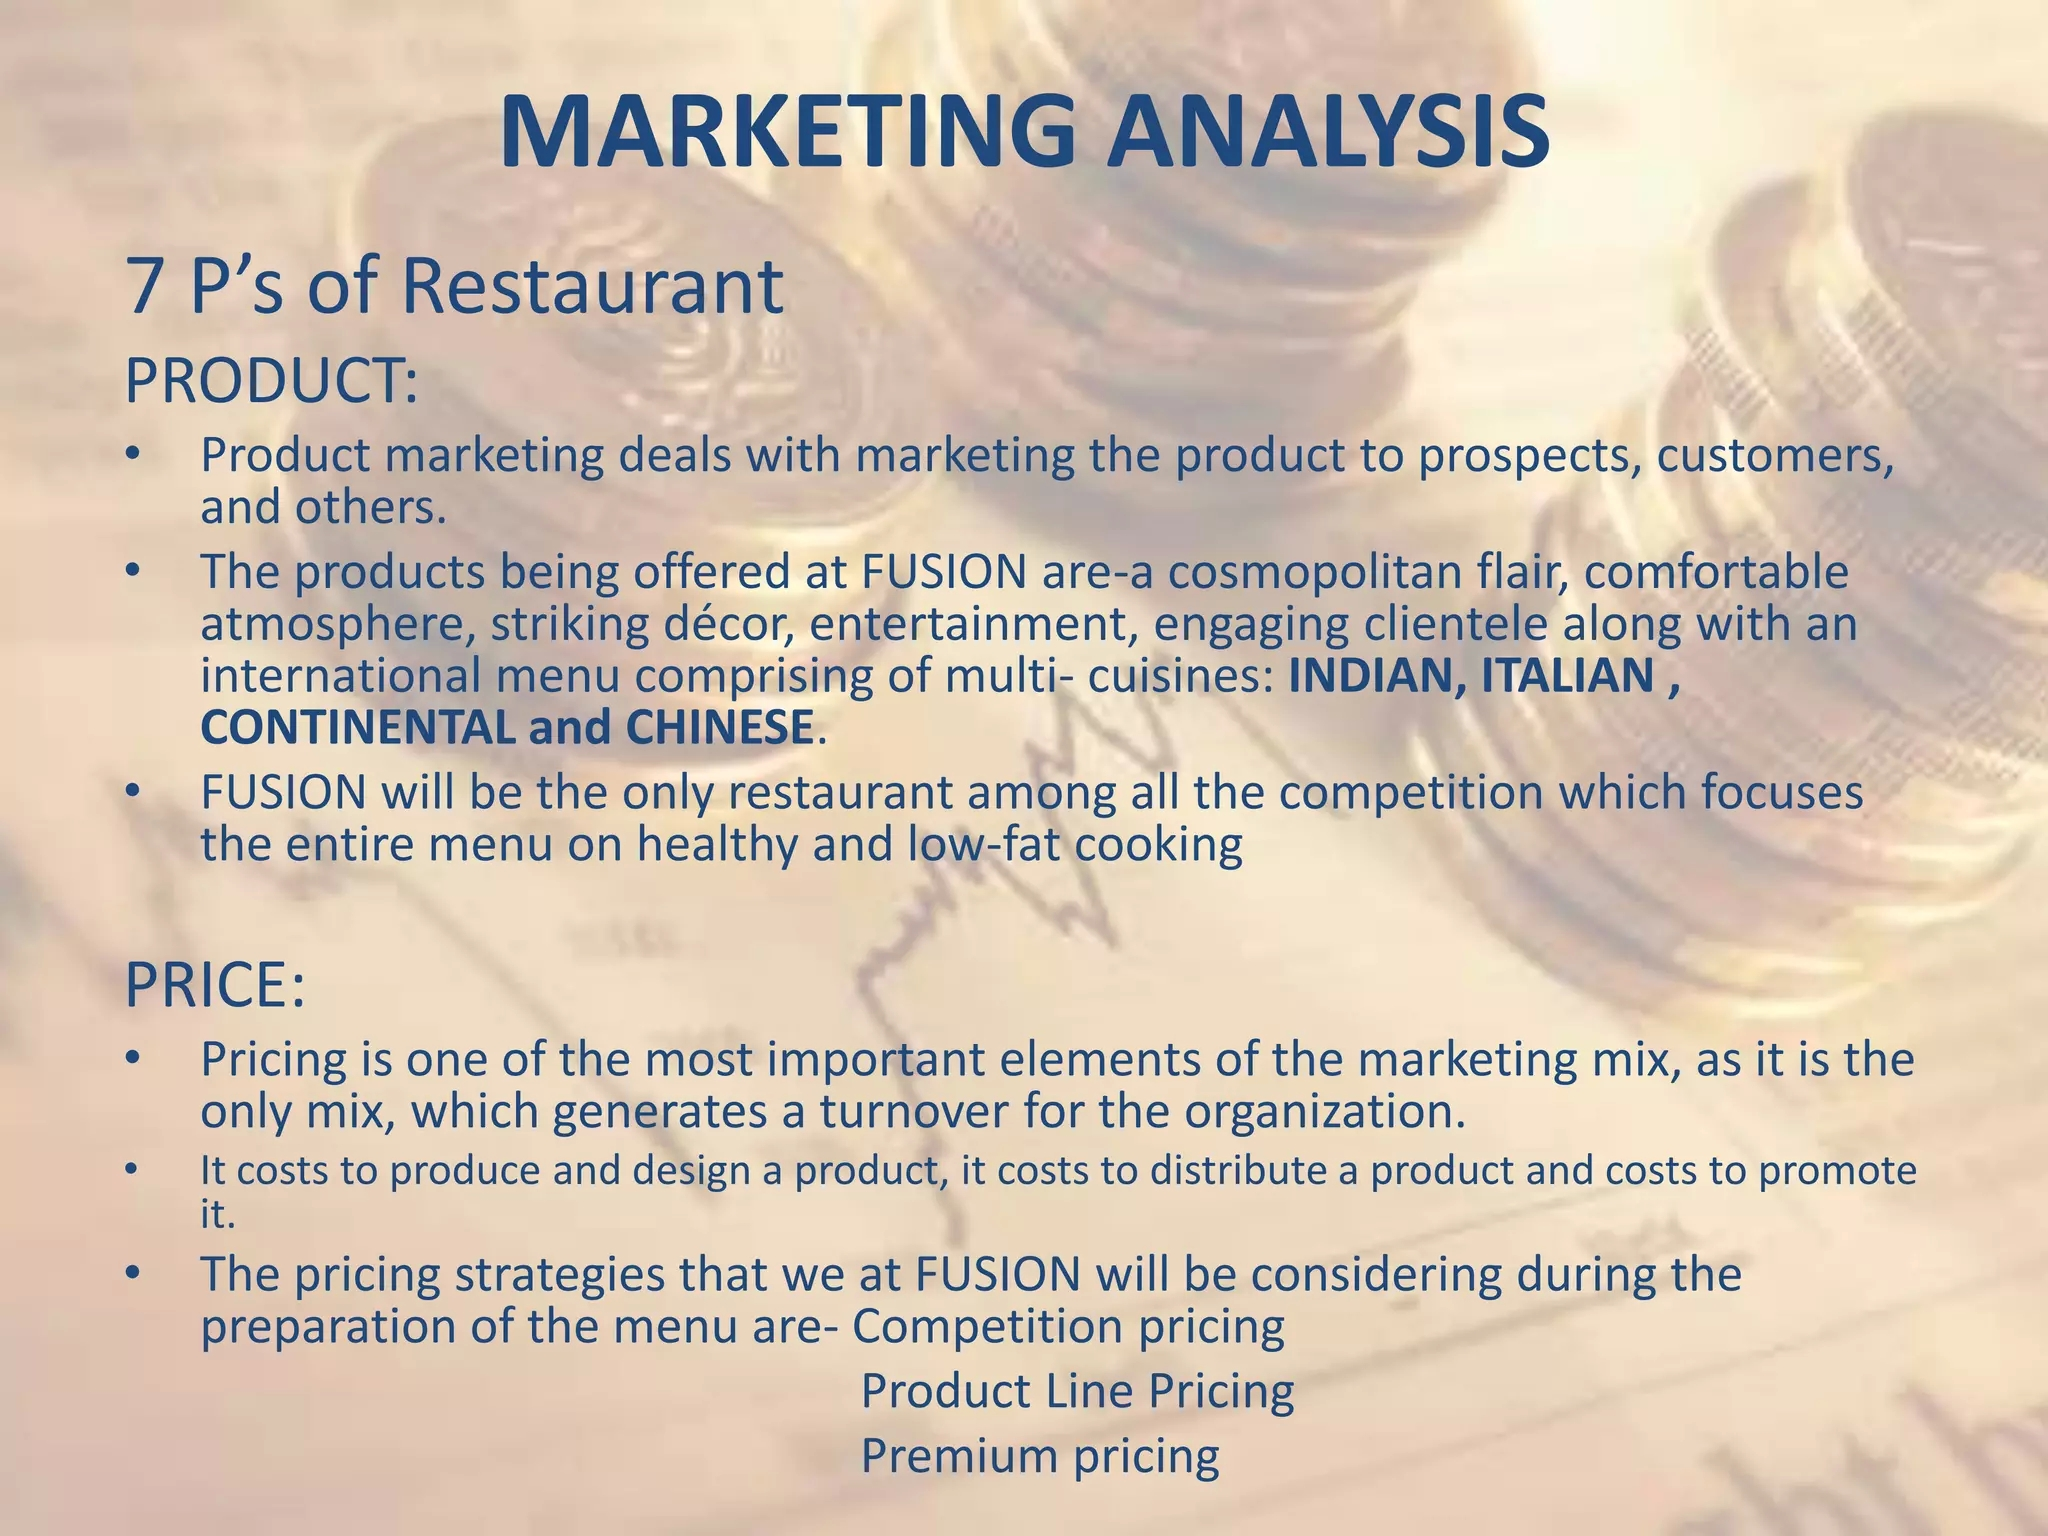 MARKETING ANALYSIS
7 P’s of Restaurant
PRODUCT:
• Product marketing deals with marketing the product to prospects, customers,
and others.
• The products being offered at FUSION are-a cosmopolitan flair, comfortable
atmosphere, striking décor, entertainment, engaging clientele along with an
international menu comprising of multi- cuisines: INDIAN, ITALIAN ,
CONTINENTAL and CHINESE.
• FUSION will be the only restaurant among all the competition which focuses
the entire menu on healthy and low-fat cooking
PRICE:
• Pricing is one of the most important elements of the marketing mix, as it is the
only mix, which generates a turnover for the organization.
• It costs to produce and design a product, it costs to distribute a product and costs to promote
it.
• The pricing strategies that we at FUSION will be considering during the
preparation of the menu are- Competition pricing
Product Line Pricing
Premium pricing